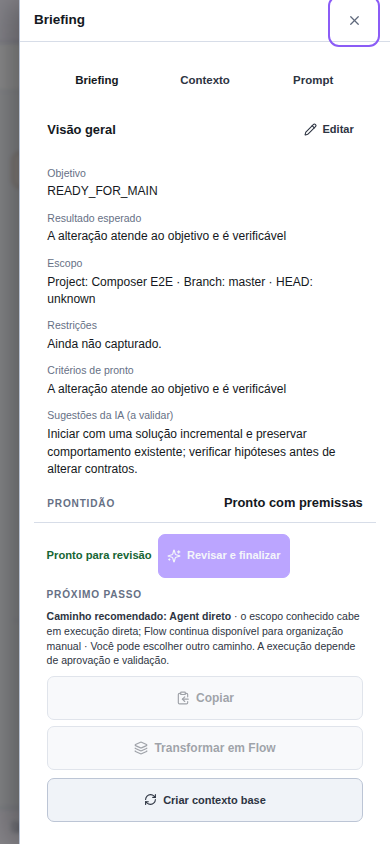 Briefing
Briefing
Contexto
Prompt
Visão geral
Editar
Objetivo
READY_FOR_MAIN
Resultado esperado
A alteração atende ao objetivo e é verificável
Escopo
Project: Composer E2E · Branch: master · HEAD:
unknown
Restrições
Ainda não capturado.
Critérios de pronto
A alteração atende ao objetivo e é verificável
Sugestões da IA (a validar)
Iniciar com uma solução incremental e preservar
comportamento existente; verificar hipóteses antes de
alterar contratos.
PRONTIDÃO
Pronto com premissas
Pronto para revisão
Revisar e finalizar
PRÓXIMO PASSO
Caminho recomendado: Agent direto · o escopo conhecido cabe
em execução direta; Flow continua disponível para organização
manual · Você pode escolher outro caminho. A execução depende
de aprovação e validação.
Copiar
Transformar em Flow
Criar contexto base